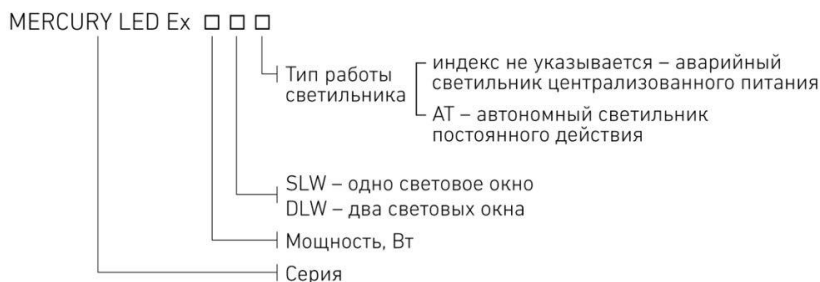 MERCURY LED Ex □ □ □
Тип работы
светильника
индекс не указывается – аварийный
светильник централизованного питания
AT – автономный светильник
постоянного действия
SLW – одно световое окно
DLW – два световых окна
Мощность, Вт
Серия